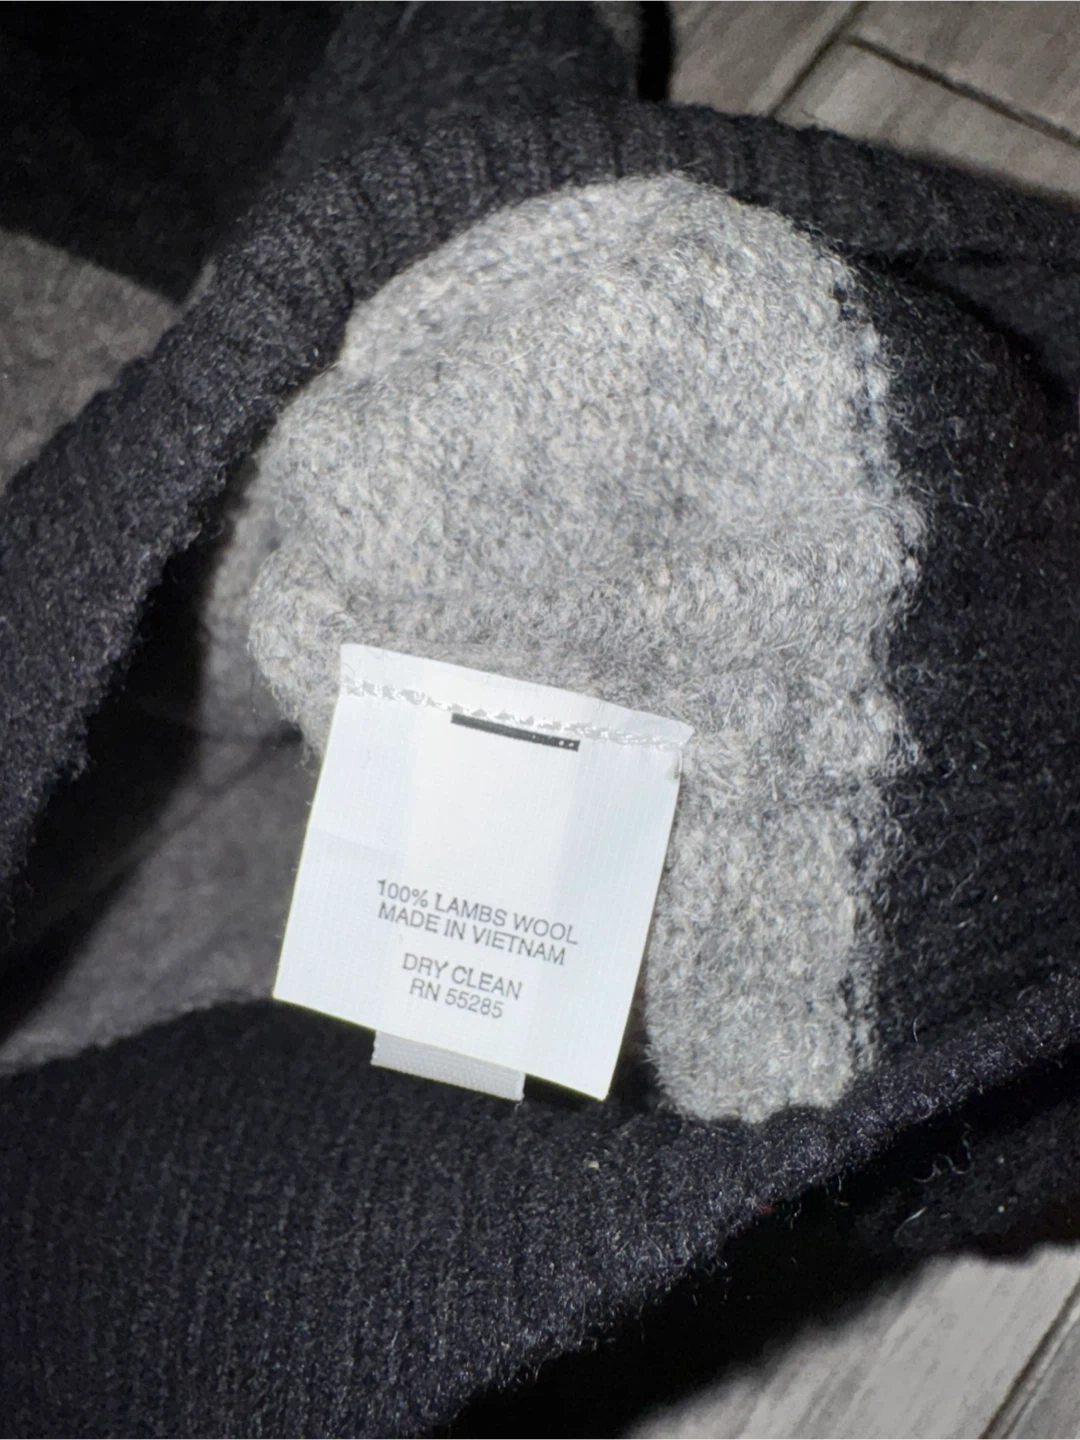 100% LAMBS WOOL
MADE IN VIETNAM
DRY CLEAN
RN 55285